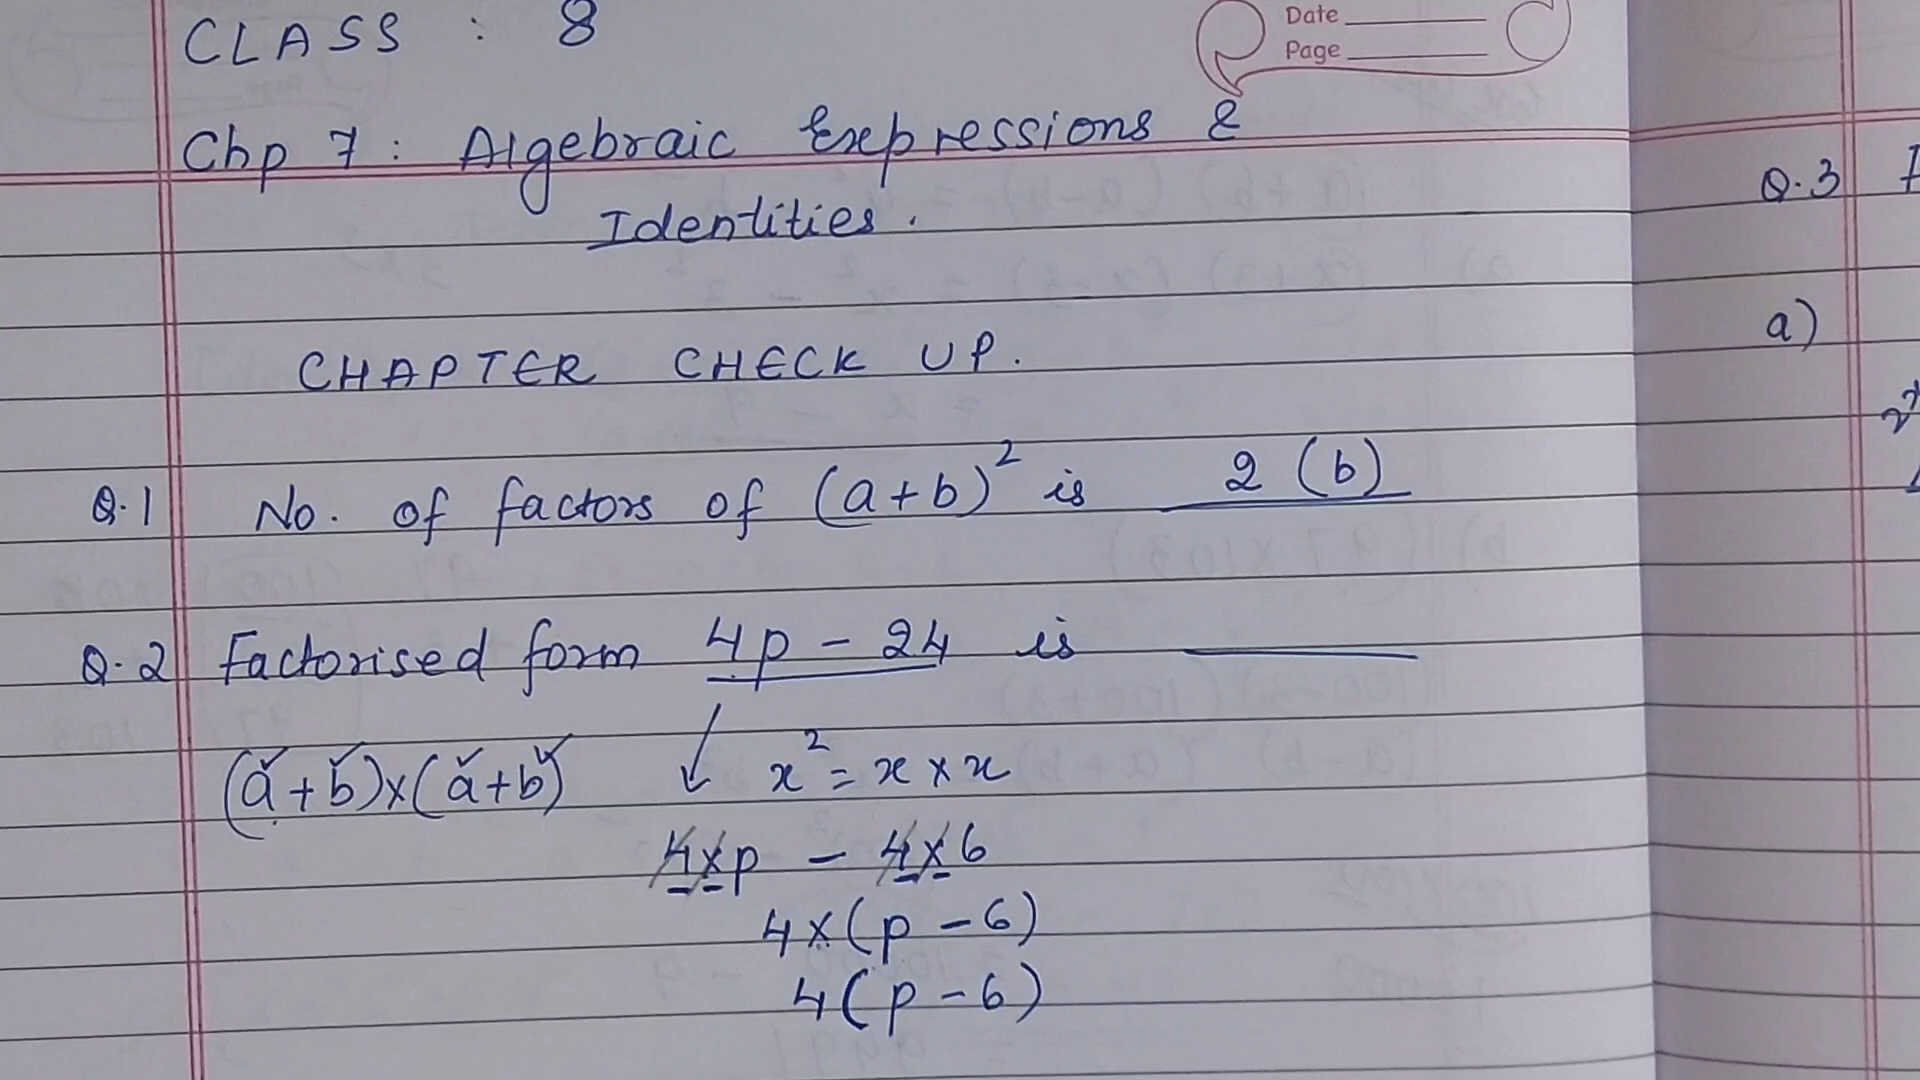 CLASS : 8
Date
Page
Chp 7 : Algebraic Expressions &
Identities.
CHAPTER CHECK UP.
Q.1 No. of factors of (a+b)² is 2 (b)
Q.2 Factorised form 4p - 24 is
(a+b)×(a+b)
x² = x × x
4×p - 4×6
4×(p - 6)
4(p - 6)
Q.3
a)